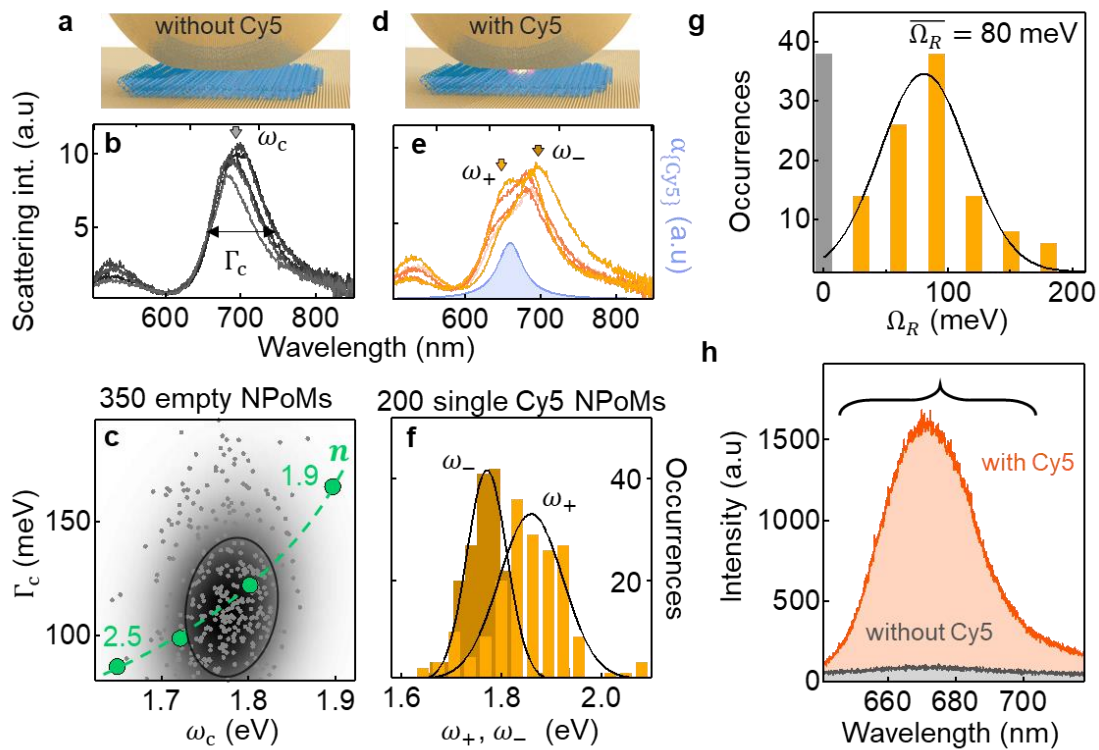 a
without Cy5
d
with Cy5
g
40
30
20
10
Occurrences
Ω̅_R̅ = 80 meV
0
100
200
Ω_R (meV)
b
Scattering int. (a.u)
10
5
ω_c
Γ_c
600
700
800
e
ω_+
ω_−
α{Cy5} (a.u)
600
700
800
Wavelength (nm)
350 empty NPoMs
c
Γ_c (meV)
150
100
n
1.9
2.5
1.7
1.8
1.9
ω_c (eV)
200 single Cy5 NPoMs
f
ω_−
ω_+
40
20
Occurrences
1.6
1.8
2.0
ω_+, ω_− (eV)
h
Intensity (a.u)
1500
1000
500
0
with Cy5
without Cy5
660
680
700
Wavelength (nm)